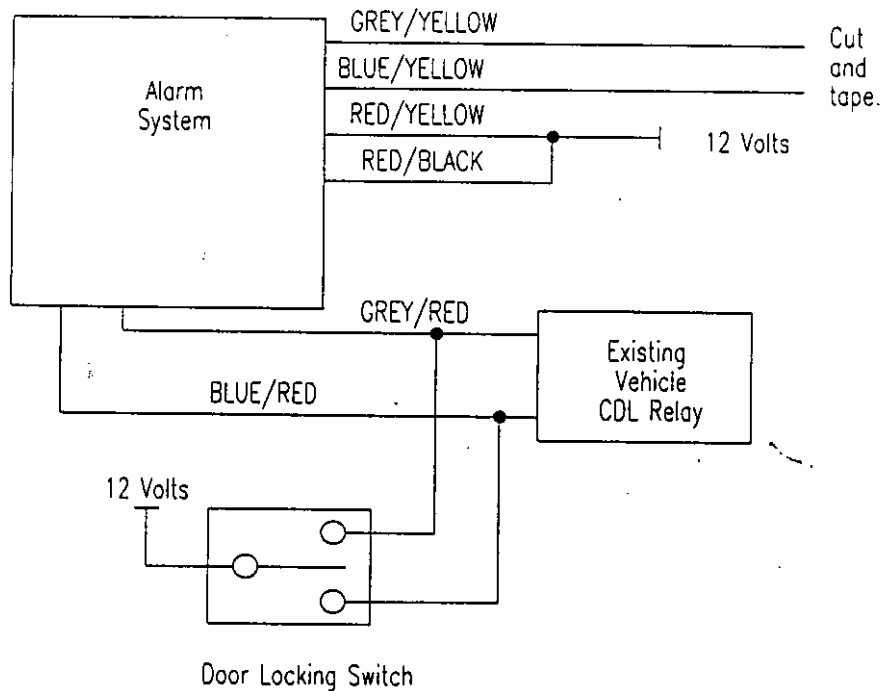 GREY/YELLOW
BLUE/YELLOW
RED/YELLOW
RED/BLACK
Cut
and
tape.
12 Volts
Alarm
System
GREY/RED
BLUE/RED
Existing
Vehicle
CDL Relay
12 Volts
Door Locking Switch